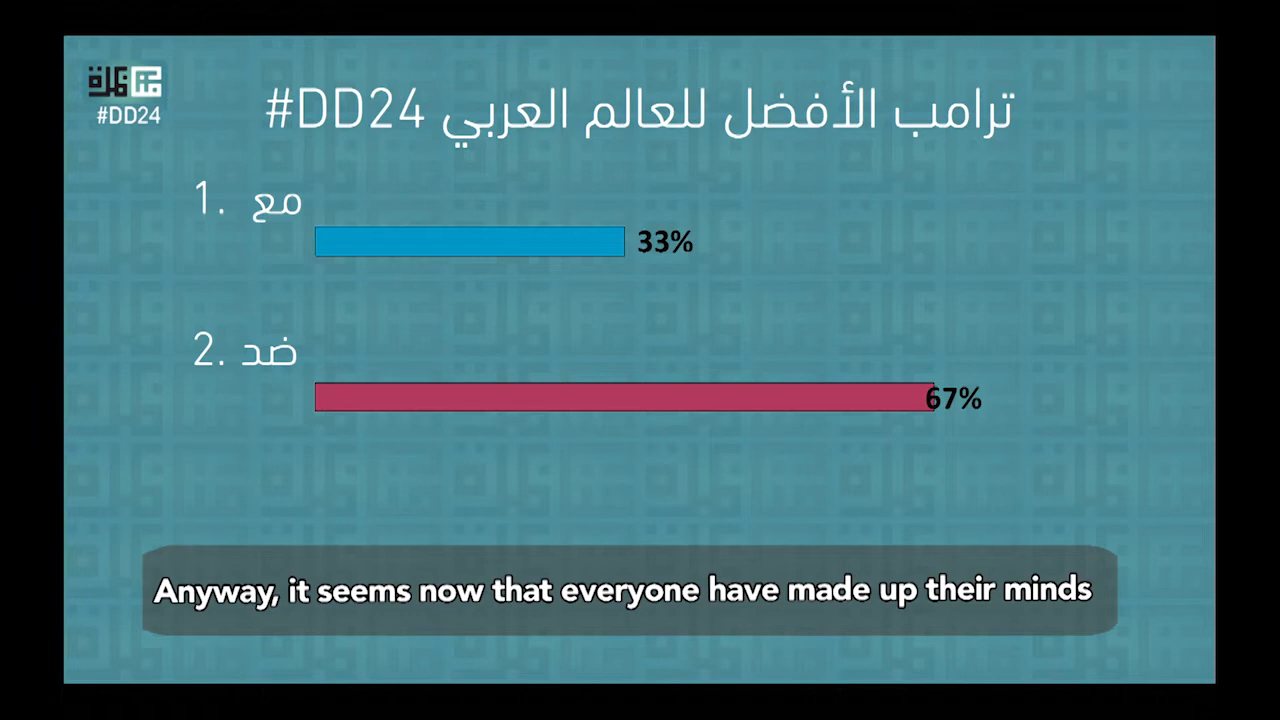 مناظرة
#DD24
ترامب الأفضل للعالم العربي #DD24
1. مع
33%
2. ضد
67%
Anyway, it seems now that everyone have made up their minds